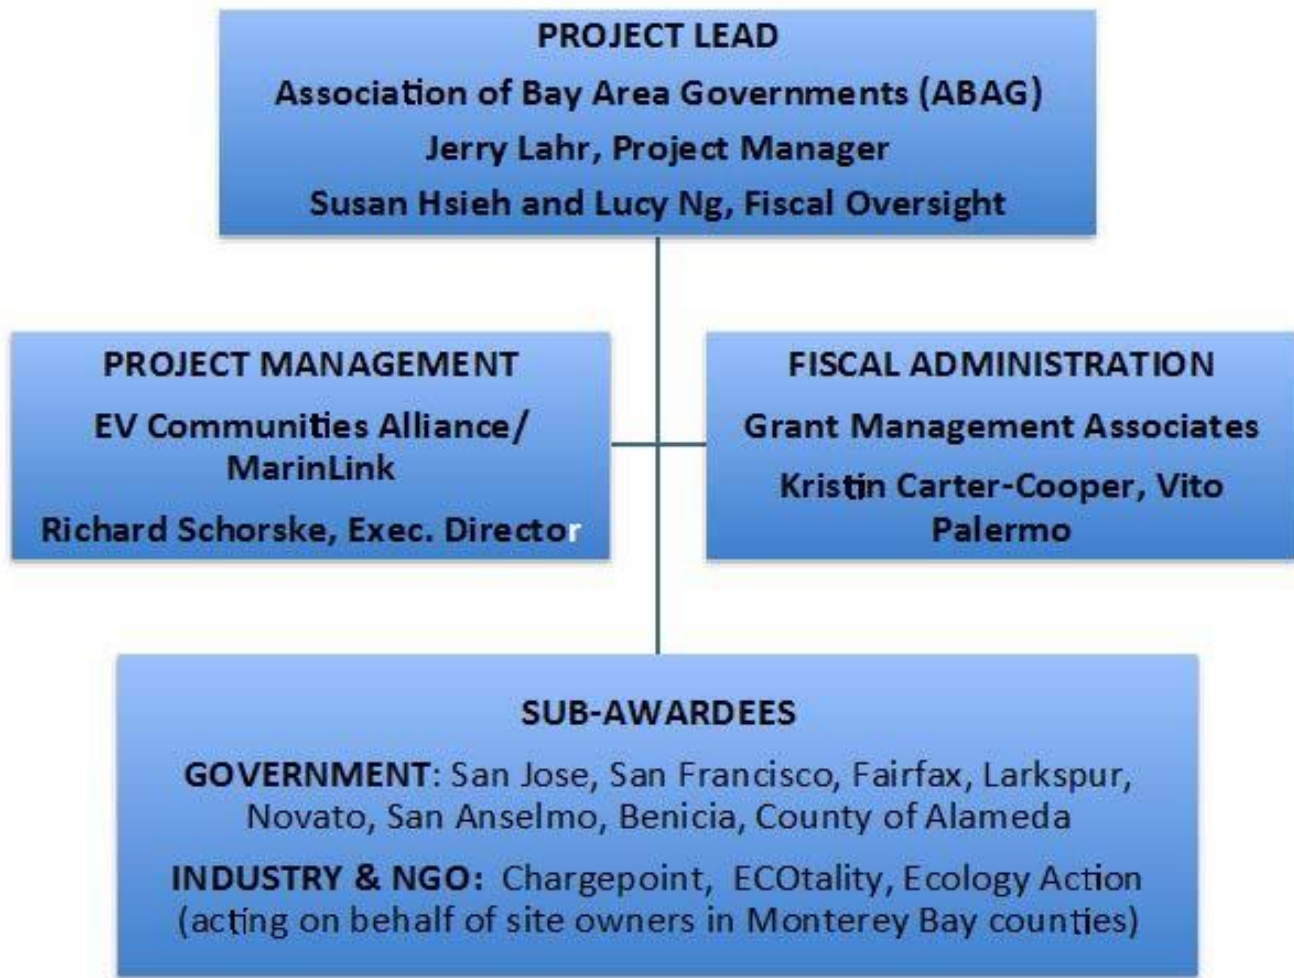 PROJECT LEAD
Association of Bay Area Governments (ABAG)
Jerry Lahr, Project Manager
Susan Hsieh and Lucy Ng, Fiscal Oversight
PROJECT MANAGEMENT
EV Communities Alliance/
MarinLink
Richard Schorske, Exec. Director
FISCAL ADMINISTRATION
Grant Management Associates
Kristin Carter-Cooper, Vito
Palermo
SUB-AWARDEES
GOVERNMENT: San Jose, San Francisco, Fairfax, Larkspur,
Novato, San Anselmo, Benicia, County of Alameda
INDUSTRY & NGO: Chargepoint, ECOtality, Ecology Action
(acting on behalf of site owners in Monterey Bay counties)